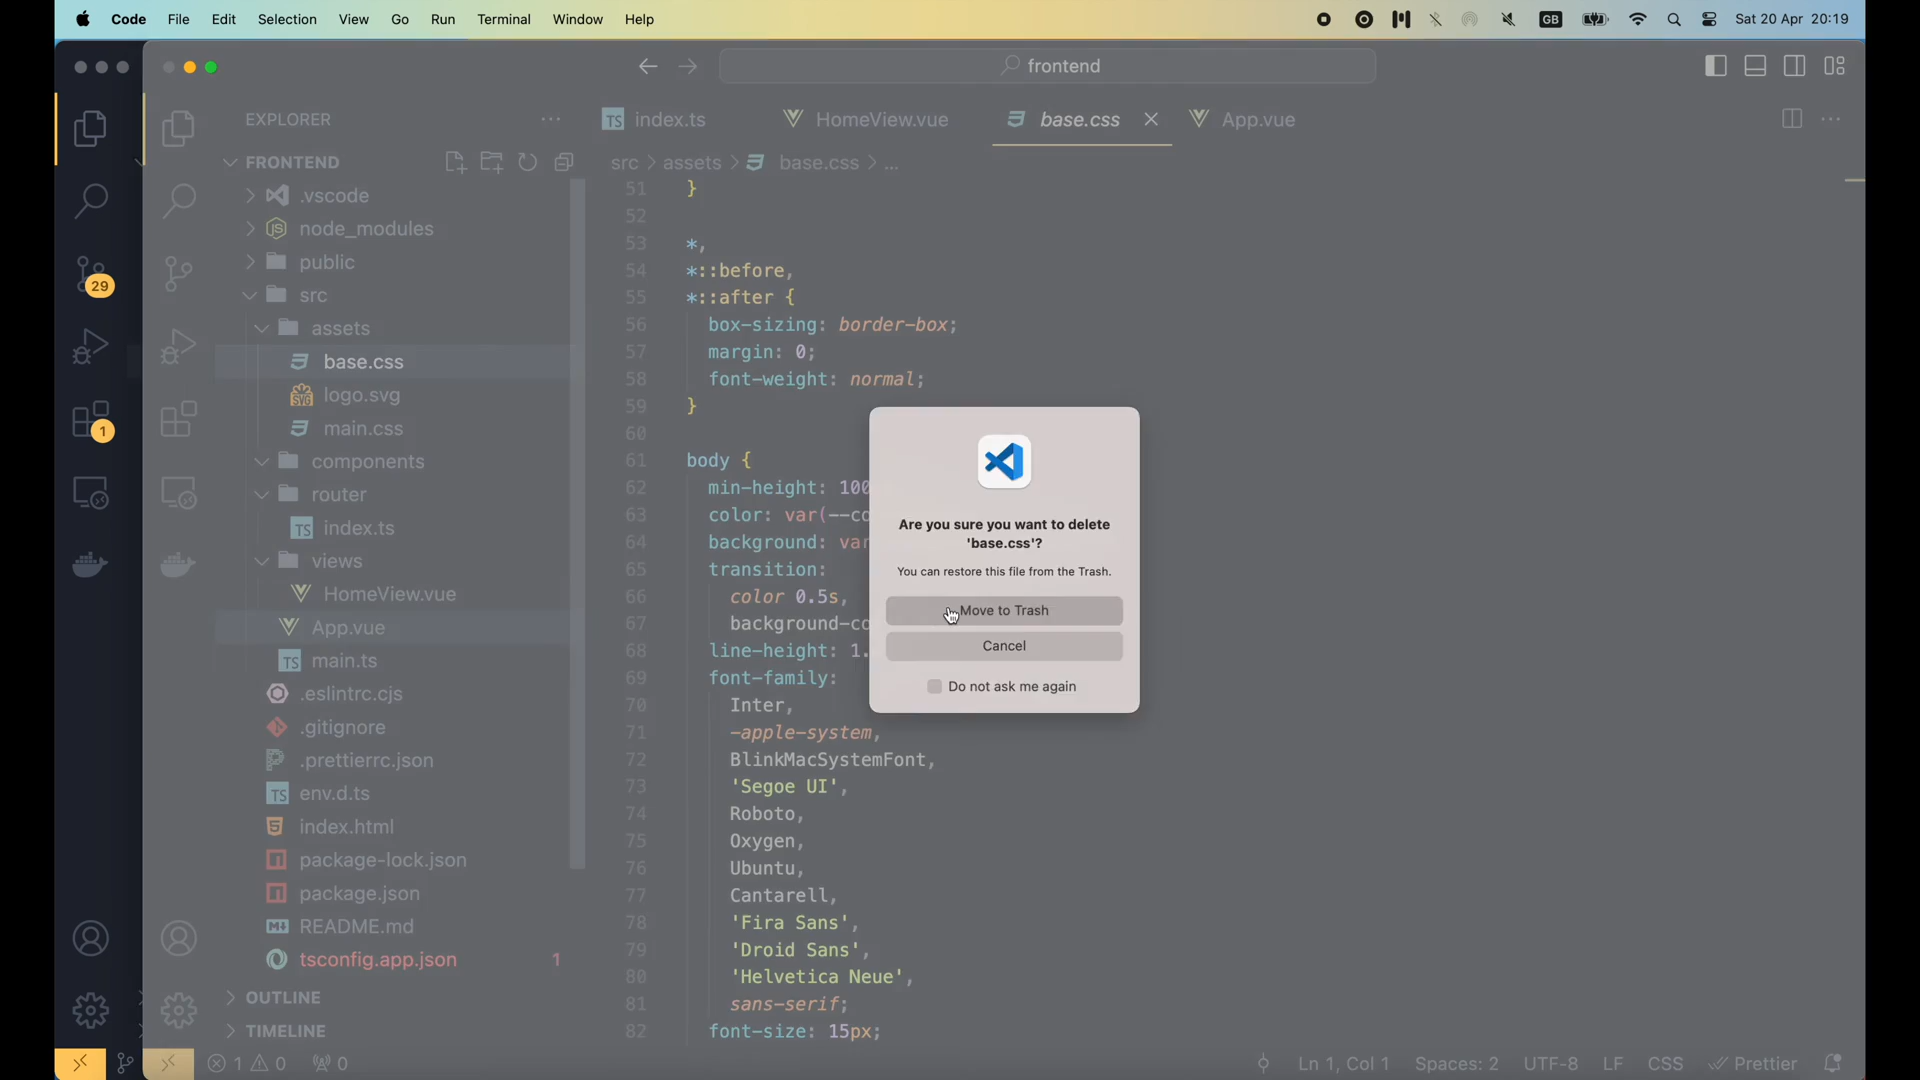 Code File Edit Selection View Go Run Terminal Window Help GB Sat 20 Apr 20:19
frontend
EXPLORER
TS index.ts HomeView.vue base.css App.vue
FRONTEND
src > assets > base.css > ...
.vscode
node_modules
public
src
assets
base.css
logo.svg
main.css
components
router
TS index.ts
views
HomeView.vue
App.vue
TS main.ts
.eslintrc.cjs
.gitignore
.prettierrc.json
TS env.d.ts
index.html
package-lock.json
package.json
README.md
tsconfig.app.json 1
OUTLINE
TIMELINE
29
1
51 }
52
53 *,
54 *::before,
55 *::after {
56 box-sizing: border-box;
57 margin: 0;
58 font-weight: normal;
59 }
60
61 body {
62 min-height: 100
63 color: var(--co
64 background: var
65 transition:
66 color 0.5s,
67 background-co
68 line-height: 1.
69 font-family:
70 Inter,
71 -apple-system,
72 BlinkMacSystemFont,
73 'Segoe UI',
74 Roboto,
75 Oxygen,
76 Ubuntu,
77 Cantarell,
78 'Fira Sans',
79 'Droid Sans',
80 'Helvetica Neue',
81 sans-serif;
82 font-size: 15px;
Are you sure you want to delete
'base.css'?
You can restore this file from the Trash.
Move to Trash
Cancel
Do not ask me again
1 0 0 Ln 1, Col 1 Spaces: 2 UTF-8 LF CSS Prettier